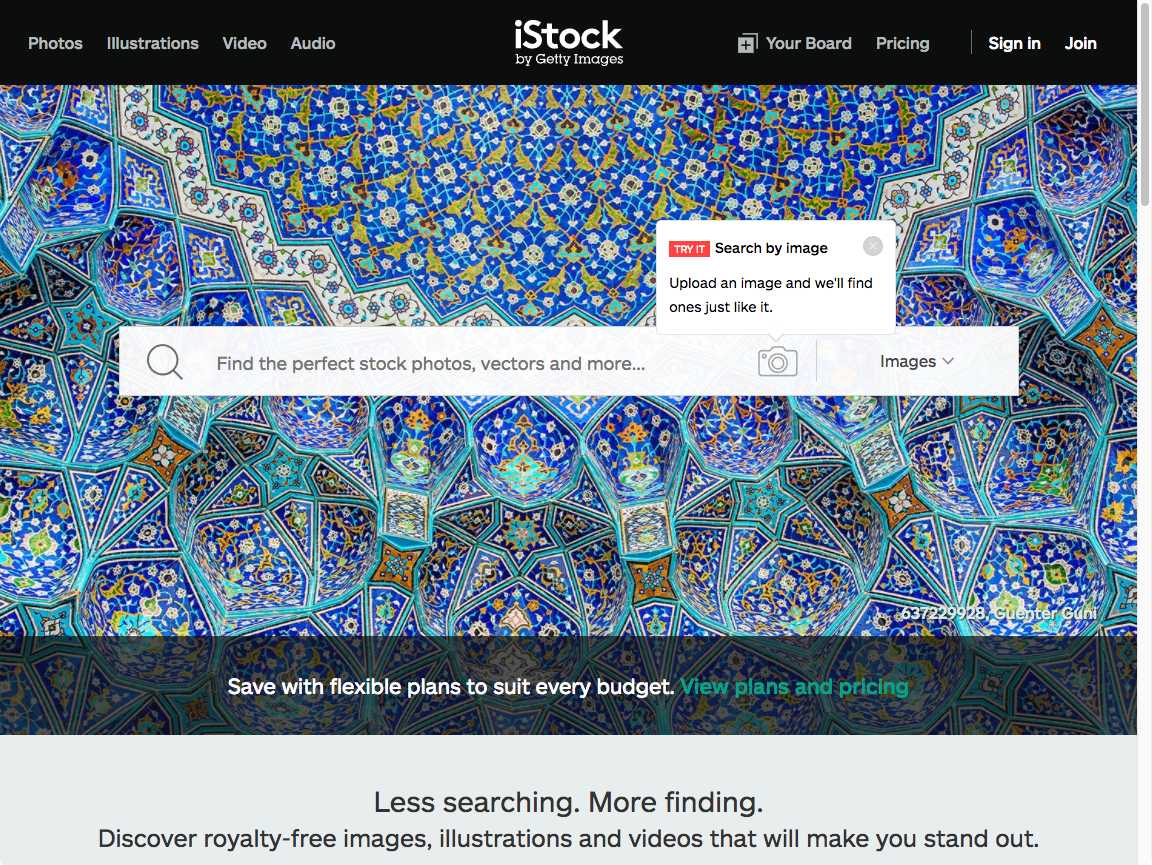 Photos Illustrations Video Audio
iStock
by Getty Images
Your Board Pricing Sign in Join
TRY IT Search by image
Upload an image and we'll find
ones just like it.
Find the perfect stock photos, vectors and more...
Images
637229928, Guenter Guni
Save with flexible plans to suit every budget. View plans and pricing
Less searching. More finding.
Discover royalty-free images, illustrations and videos that will make you stand out.